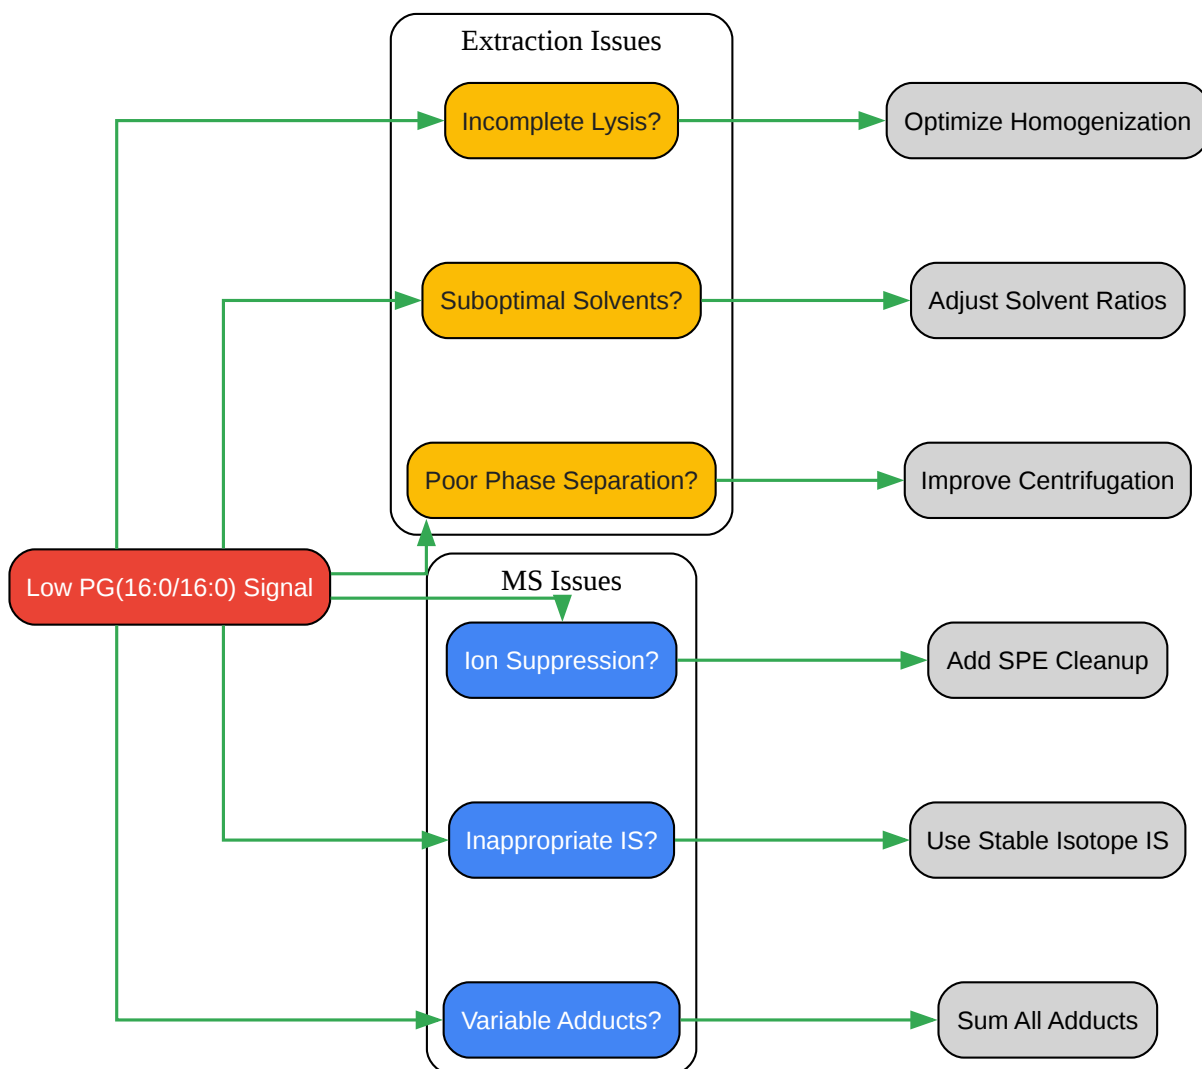 Extraction Issues
Incomplete Lysis?
Optimize Homogenization
Suboptimal Solvents?
Adjust Solvent Ratios
Poor Phase Separation?
Improve Centrifugation
Low PG(16:0/16:0) Signal
MS Issues
Ion Suppression?
Add SPE Cleanup
Inappropriate IS?
Use Stable Isotope IS
Variable Adducts?
Sum All Adducts